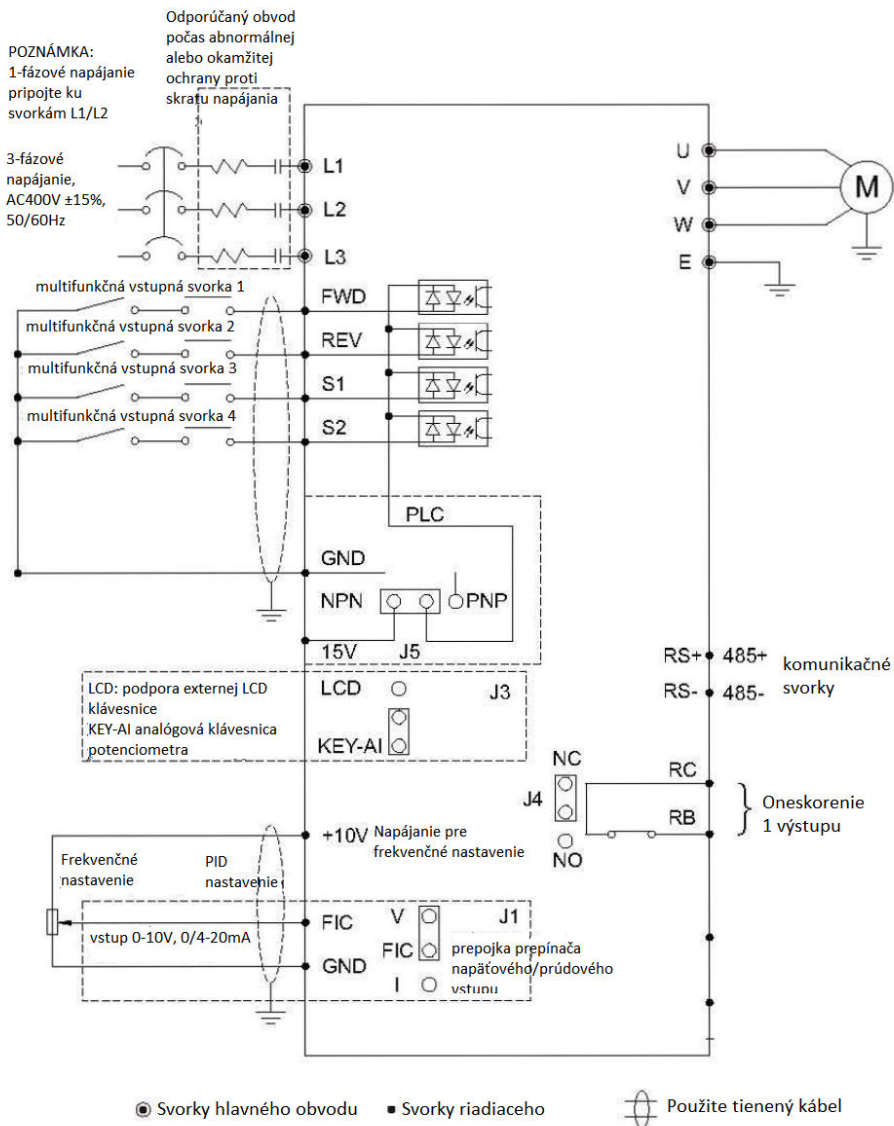 Odporúčaný obvod
počas abnormálnej
alebo okamžitej
ochrany proti
skratu napájania
POZNÁMKA:
1-fázové napájanie
pripojte ku
svorkám L1/L2
3-fázové
napájanie,
AC400V ±15%,
50/60Hz
L1
L2
L3
U
V
W
E
M
multifunkčná vstupná svorka 1
FWD
multifunkčná vstupná svorka 2
REV
multifunkčná vstupná svorka 3
S1
multifunkčná vstupná svorka 4
S2
PLC
GND
NPN
PNP
15V
J5
RS+
485+
RS-
485-
komunikačné
svorky
LCD: podpora externej LCD
klávesnice
KEY-AI analógová klávesnica
potenciometra
LCD
J3
KEY-AI
NC
J4
NO
RC
RB
Oneskorenie
1 výstupu
+10V
Napájanie pre
frekvenčné nastavenie
Frekvenčné
nastavenie
PID
nastavenie
vstup 0-10V, 0/4-20mA
FIC
GND
V
J1
FIC
I
prepojka prepínača
napäťového/prúdového
vstupu
Svorky hlavného obvodu
Svorky riadiaceho
Použite tienený kábel